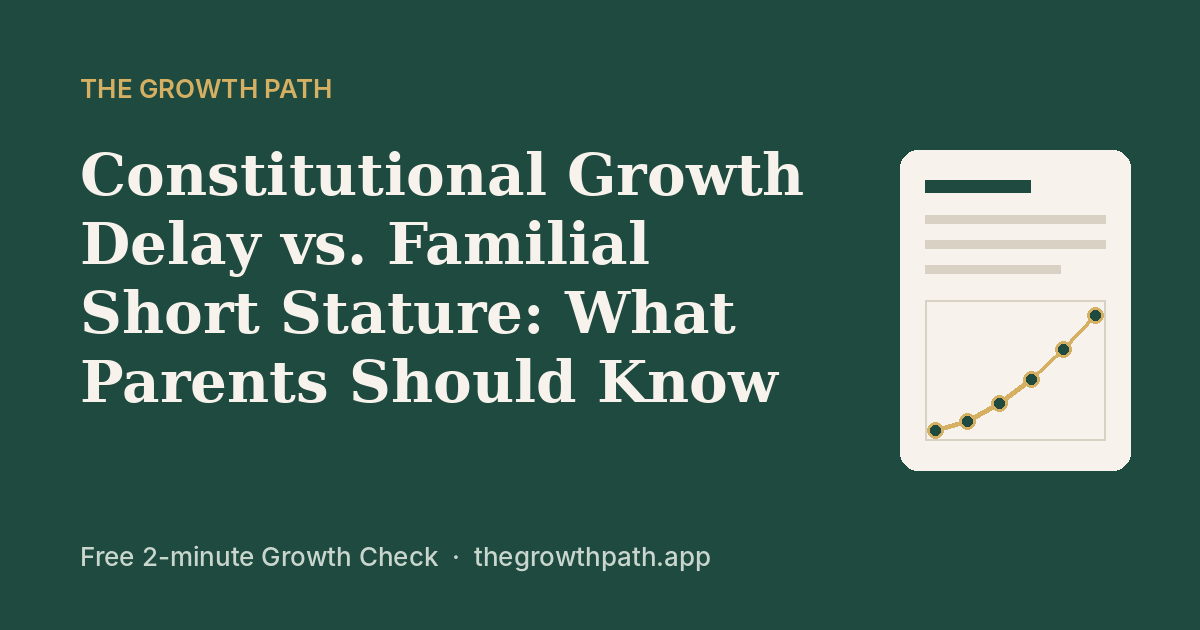 THE GROWTH PATH
Constitutional Growth
Delay vs. Familial
Short Stature: What
Parents Should Know
Free 2-minute Growth Check · thegrowthpath.app